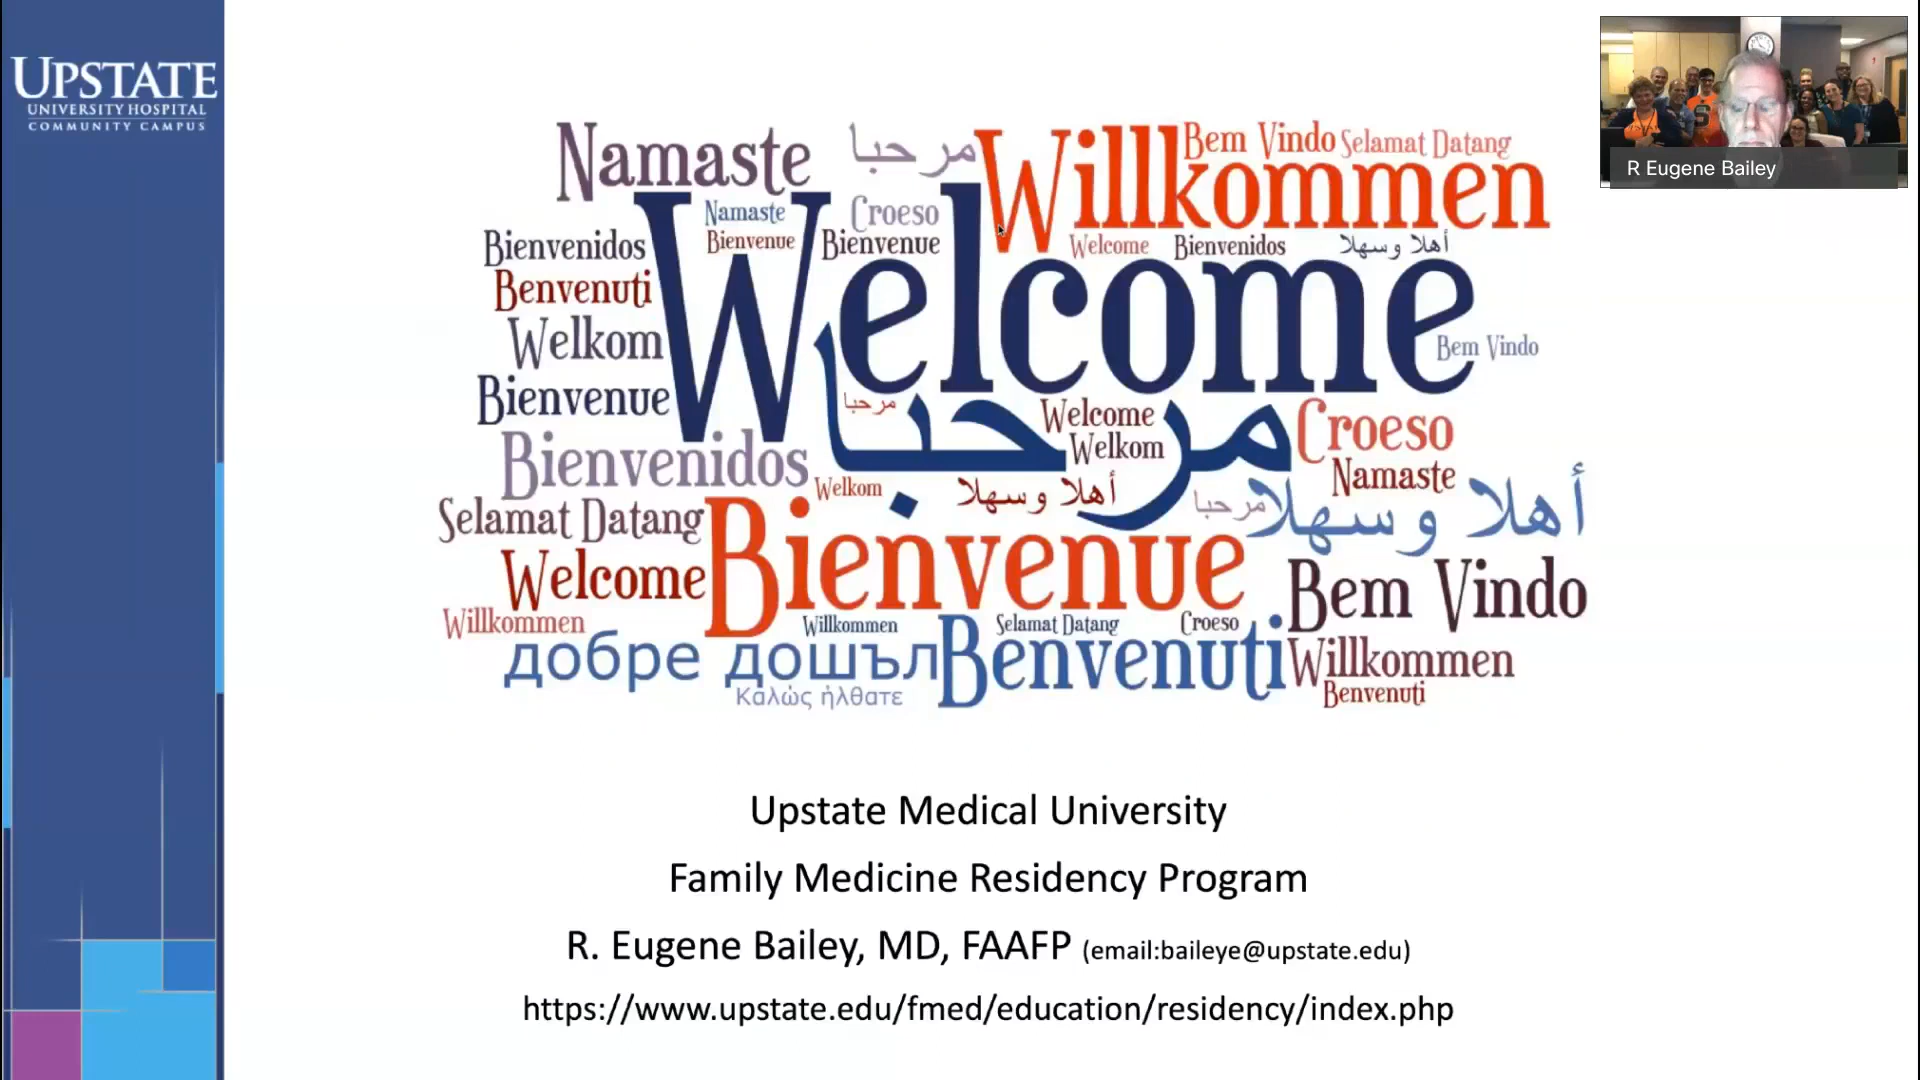 UPSTATE
UNIVERSITY HOSPITAL
COMMUNITY CAMPUS
R Eugene Bailey
Namaste
مرحبا
Willkommen
Bem Vindo
Selamat Datang
Namaste
Croeso
Bienvenidos
Bienvenue
Bienvenue
Welcome
Bienvenidos
أهلا وسهلا
Benvenuti
Welcome
Welkom
Bem Vindo
Bienvenue
مرحبا
مرحبا
Welcome
Croeso
Welkom
Bienvenidos
Namaste
Welkom
أهلا وسهلا
مرحبا
أهلا وسهلا
Selamat Datang
Bienvenue
Welcome
Bem Vindo
Willkommen
Willkommen
Selamat Datang
Croeso
добре дошъл
Benvenuti
Willkommen
Καλώς ήλθατε
Benvenuti
Upstate Medical University
Family Medicine Residency Program
R. Eugene Bailey, MD, FAAFP (email:baileye@upstate.edu)
https://www.upstate.edu/fmed/education/residency/index.php